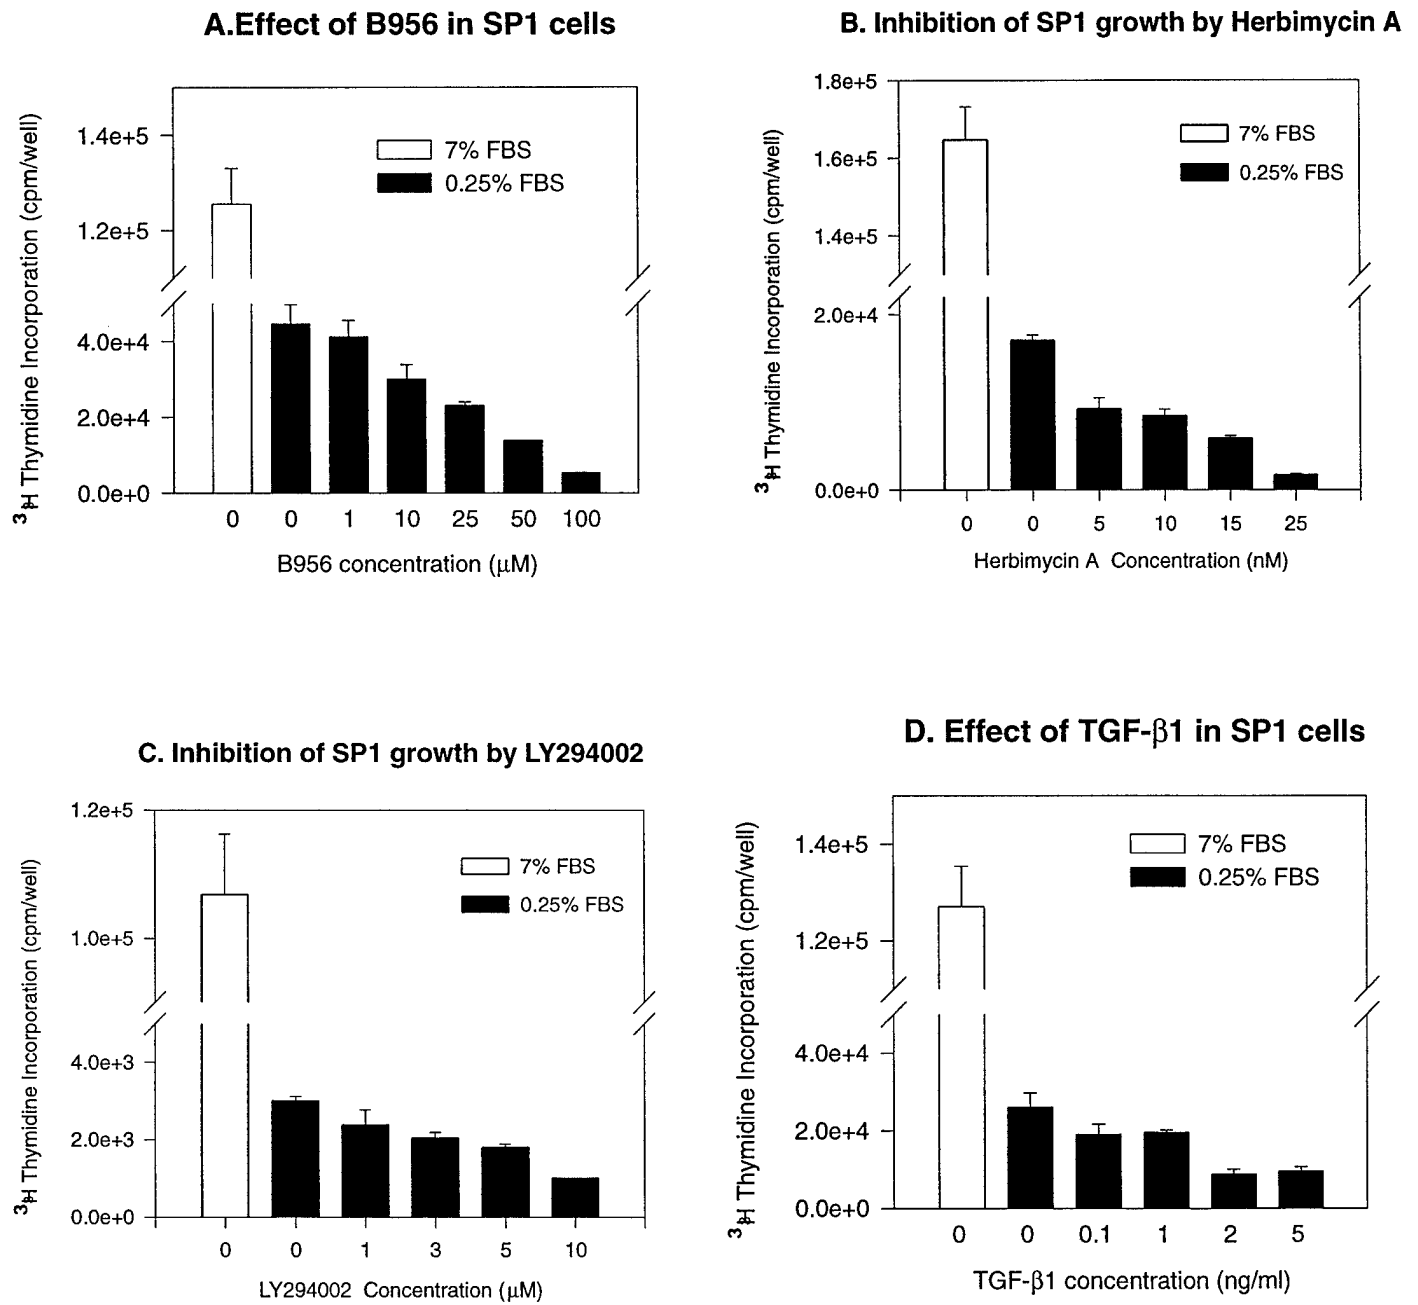 A.Effect of B956 in SP1 cells
3H Thymidine Incorporation (cpm/well)
1.4e+5
1.2e+5
4.0e+4
2.0e+4
0.0e+0
7% FBS
0.25% FBS
0 0 1 10 25 50 100
B956 concentration (μM)
B. Inhibition of SP1 growth by Herbimycin A
3H Thymidine Incorporation (cpm/well)
1.8e+5
1.6e+5
1.4e+5
2.0e+4
0.0e+0
7% FBS
0.25% FBS
0 0 5 10 15 25
Herbimycin A Concentration (nM)
C. Inhibition of SP1 growth by LY294002
3H Thymidine Incorporation (cpm/well)
1.2e+5
1.0e+5
4.0e+3
2.0e+3
0.0e+0
7% FBS
0.25% FBS
0 0 1 3 5 10
LY294002 Concentration (μM)
D. Effect of TGF-β1 in SP1 cells
3H Thymidine Incorporation (cpm/well)
1.4e+5
1.2e+5
4.0e+4
2.0e+4
0.0e+0
7% FBS
0.25% FBS
0 0 0.1 1 2 5
TGF-β1 concentration (ng/ml)